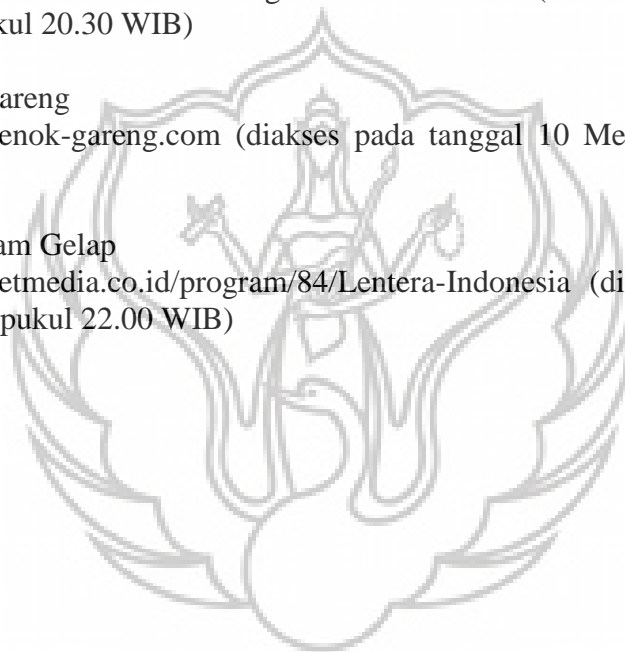 kul 20.30 WIB)
areng
enok-gareng.com (diakses pada tanggal 10 Me
am Gelap
etmedia.co.id/program/84/Lentera-Indonesia (di
pukul 22.00 WIB)